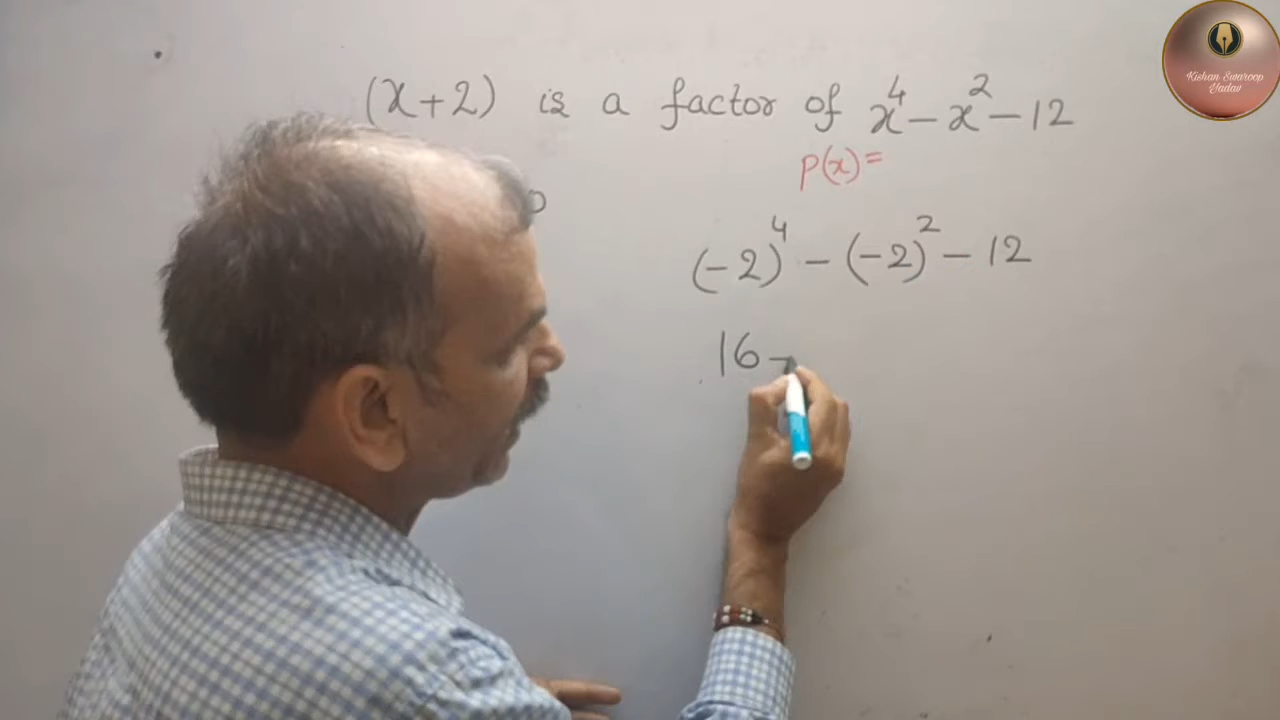 (x+2) is a factor of x⁴-x²-12
P(x)=
(-2)⁴-(-2)²-12
16-
Kishan Swaroop
Yadav